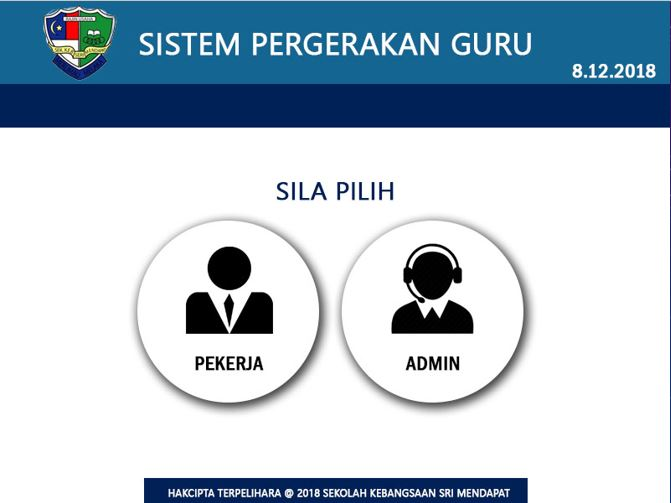 SISTEM PERGERAKAN GURU
8.12.2018
SILA PILIH
PEKERJA
ADMIN
HAKCIPTA TERPELIHARA @ 2018 SEKOLAH KEBANGSAAN SRI MENDAPAT